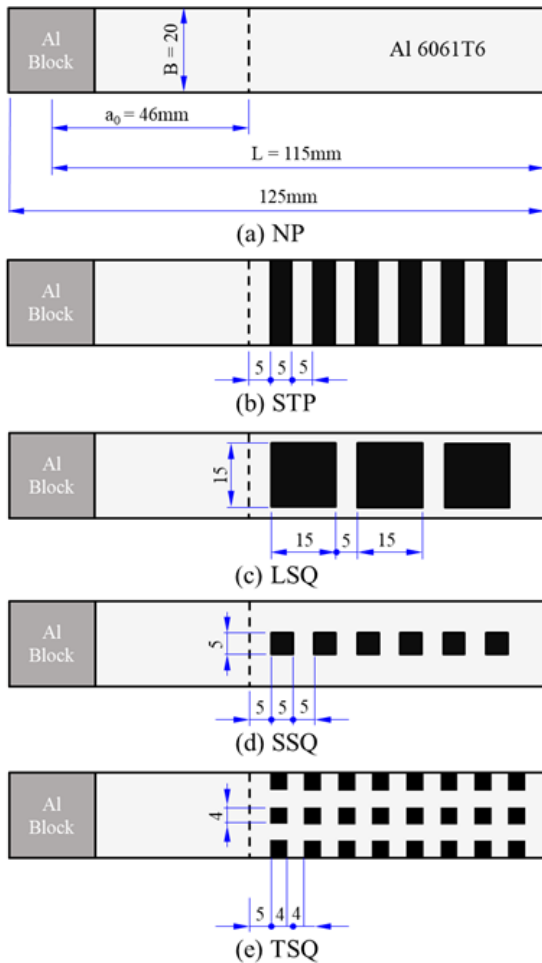 Al
Block
B = 20
Al 6061T6
a₀ = 46mm
L = 115mm
125mm
(a) NP
Al
Block
5 5 5
(b) STP
Al
Block
15
15 5 15
(c) LSQ
Al
Block
5
5 5 5
(d) SSQ
Al
Block
4
5 4 4
(e) TSQ